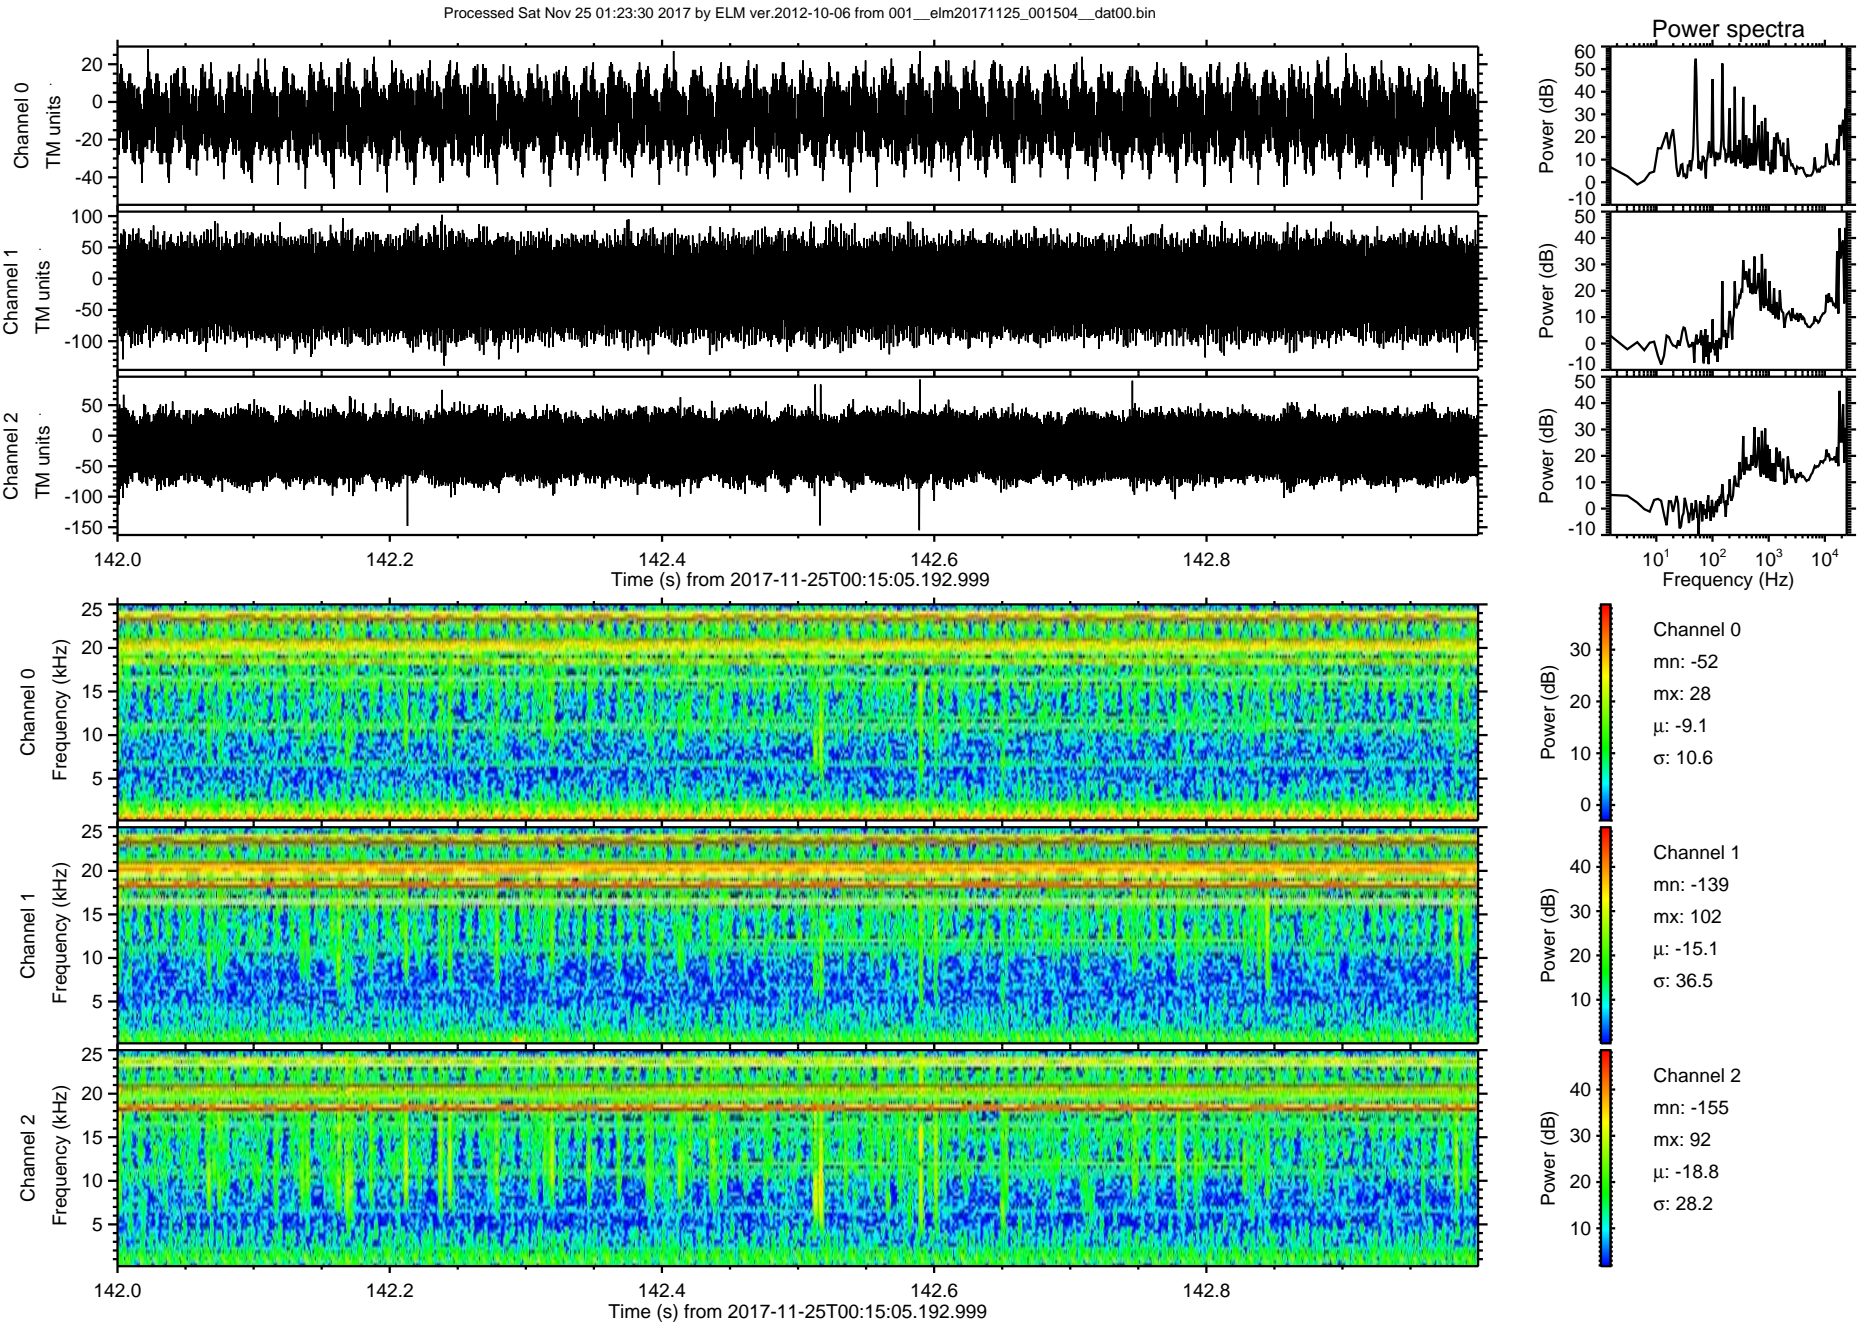 Processed Sat Nov 25 01:23:30 2017 by ELM ver.2012-10-06 from 001__elm20171125_001504__dat00.bin
Power spectra
Channel 0
TM units
20
0
-20
-40
Power (dB)
60
50
40
30
20
10
0
-10
Channel 1
TM units
100
50
0
-50
-100
Power (dB)
50
40
30
20
10
0
-10
Channel 2
TM units
50
0
-50
-100
-150
Power (dB)
50
40
30
20
10
0
-10
142.0 142.2 142.4 142.6 142.8
Time (s) from 2017-11-25T00:15:05.192.999
10¹ 10² 10³ 10⁴
Frequency (Hz)
Channel 0
Frequency (kHz)
25
20
15
10
5
Power (dB)
30
20
10
0
Channel 0
mn: -52
mx: 28
μ: -9.1
σ: 10.6
Channel 1
Frequency (kHz)
25
20
15
10
5
Power (dB)
40
30
20
10
Channel 1
mn: -139
mx: 102
μ: -15.1
σ: 36.5
Channel 2
Frequency (kHz)
25
20
15
10
5
Power (dB)
40
30
20
10
Channel 2
mn: -155
mx: 92
μ: -18.8
σ: 28.2
142.0 142.2 142.4 142.6 142.8
Time (s) from 2017-11-25T00:15:05.192.999